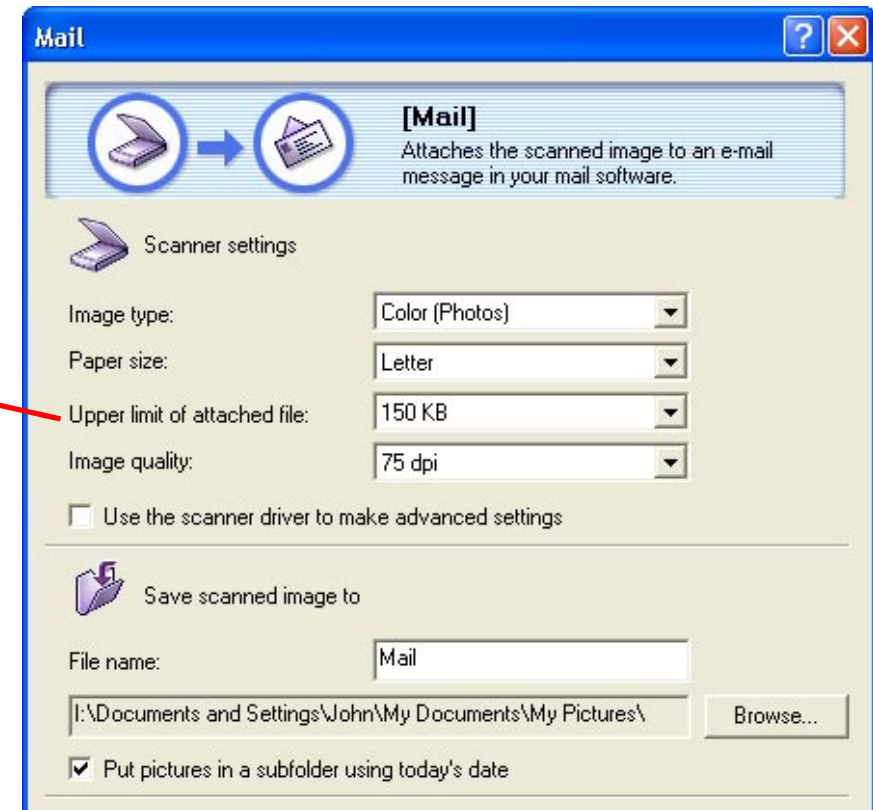 Mail
[Mail]
Attaches the scanned image to an e-mail
message in your mail software.
Scanner settings
Image type: Color (Photos)
Paper size: Letter
Upper limit of attached file: 150 KB
Image quality: 75 dpi
Use the scanner driver to make advanced settings
Save scanned image to
File name: Mail
I:\Documents and Settings\John\My Documents\My Pictures\ Browse...
Put pictures in a subfolder using today's date